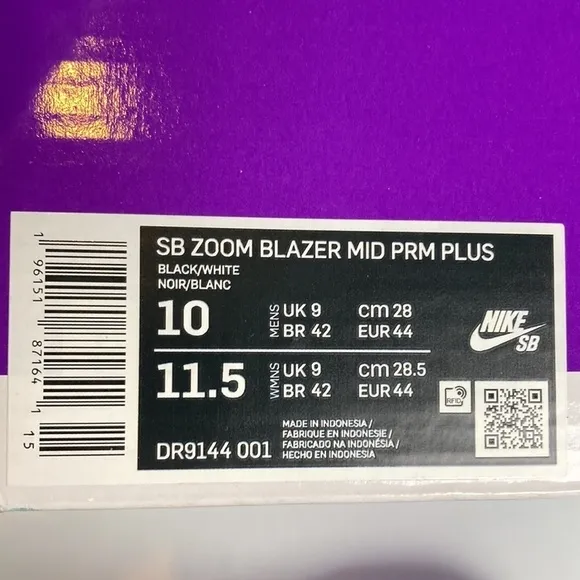 SB ZOOM BLAZER MID PRM PLUS
BLACK/WHITE
NOIR/BLANC
10 MENS UK 9 cm 28
BR 42 EUR 44
11.5 WMNS UK 9 cm 28.5
BR 42 EUR 44
NIKE
SB
RFID
DR9144 001
MADE IN INDONESIA/
FABRIQUE EN INDONESIE/
FABRICADO NA INDONÉSIA/
HECHO EN INDONESIA
1 96151 87164 1 15